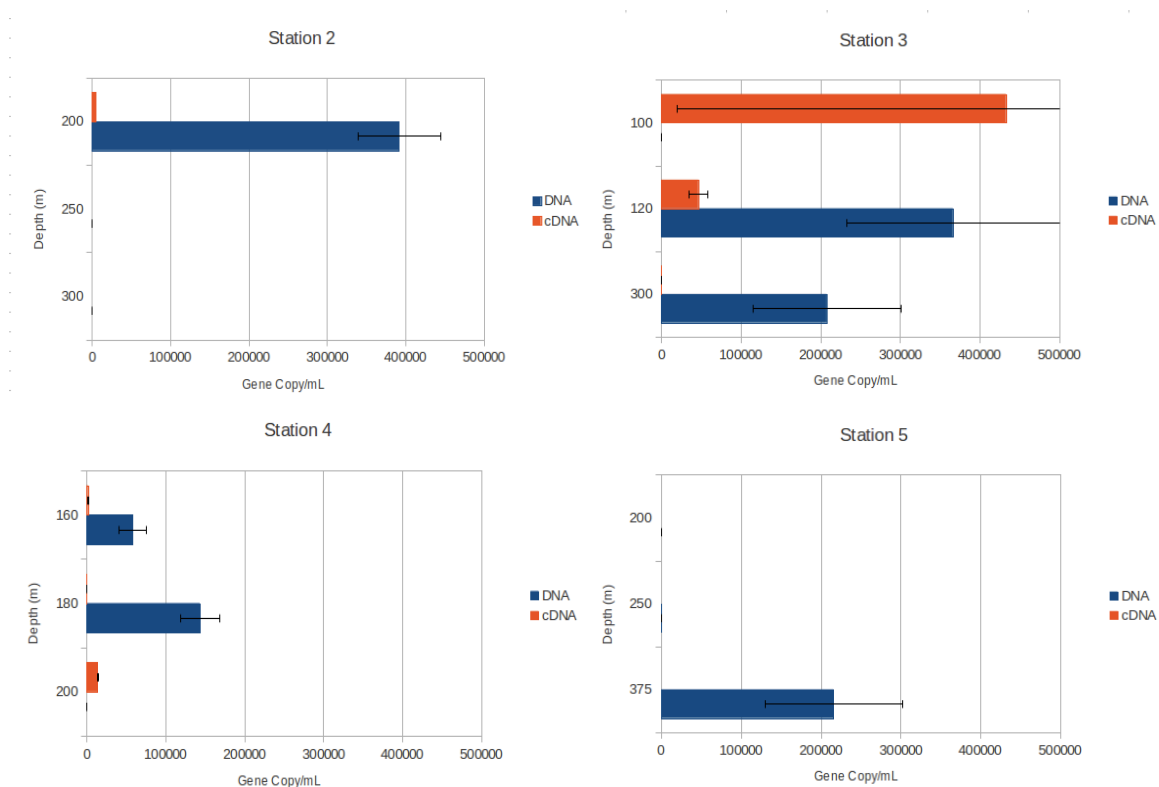 Station 2
200
250
300
Depth (m)
0 100000 200000 300000 400000 500000
Gene Copy/mL
DNA
cDNA
Station 3
100
120
300
Depth (m)
0 100000 200000 300000 400000 500000
Gene Copy/mL
DNA
cDNA
Station 4
160
180
200
Depth (m)
0 100000 200000 300000 400000 500000
Gene Copy/mL
DNA
cDNA
Station 5
200
250
375
Depth (m)
0 100000 200000 300000 400000 500000
Gene Copy/mL
DNA
cDNA